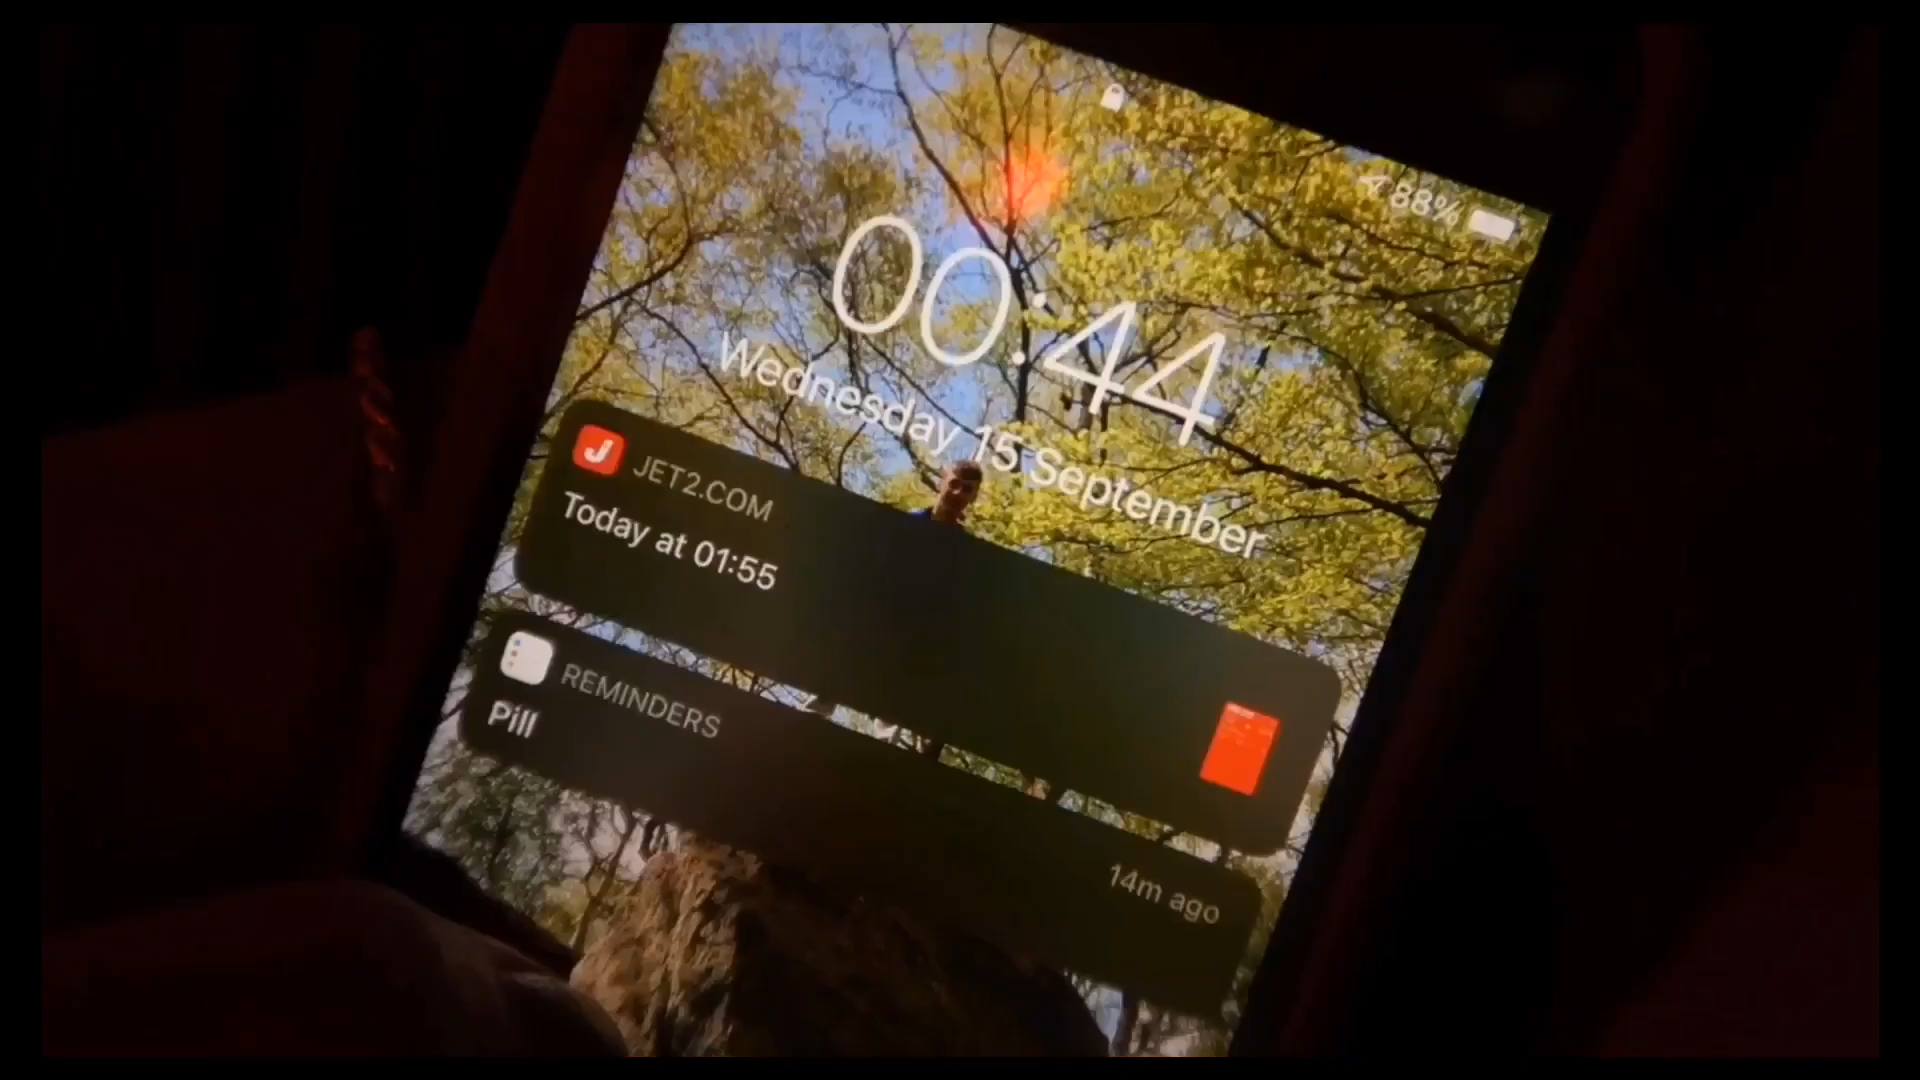 88%
00:44
Wednesday 15 September
JET2.COM
Today at 01:55
REMINDERS
Pill
14m ago